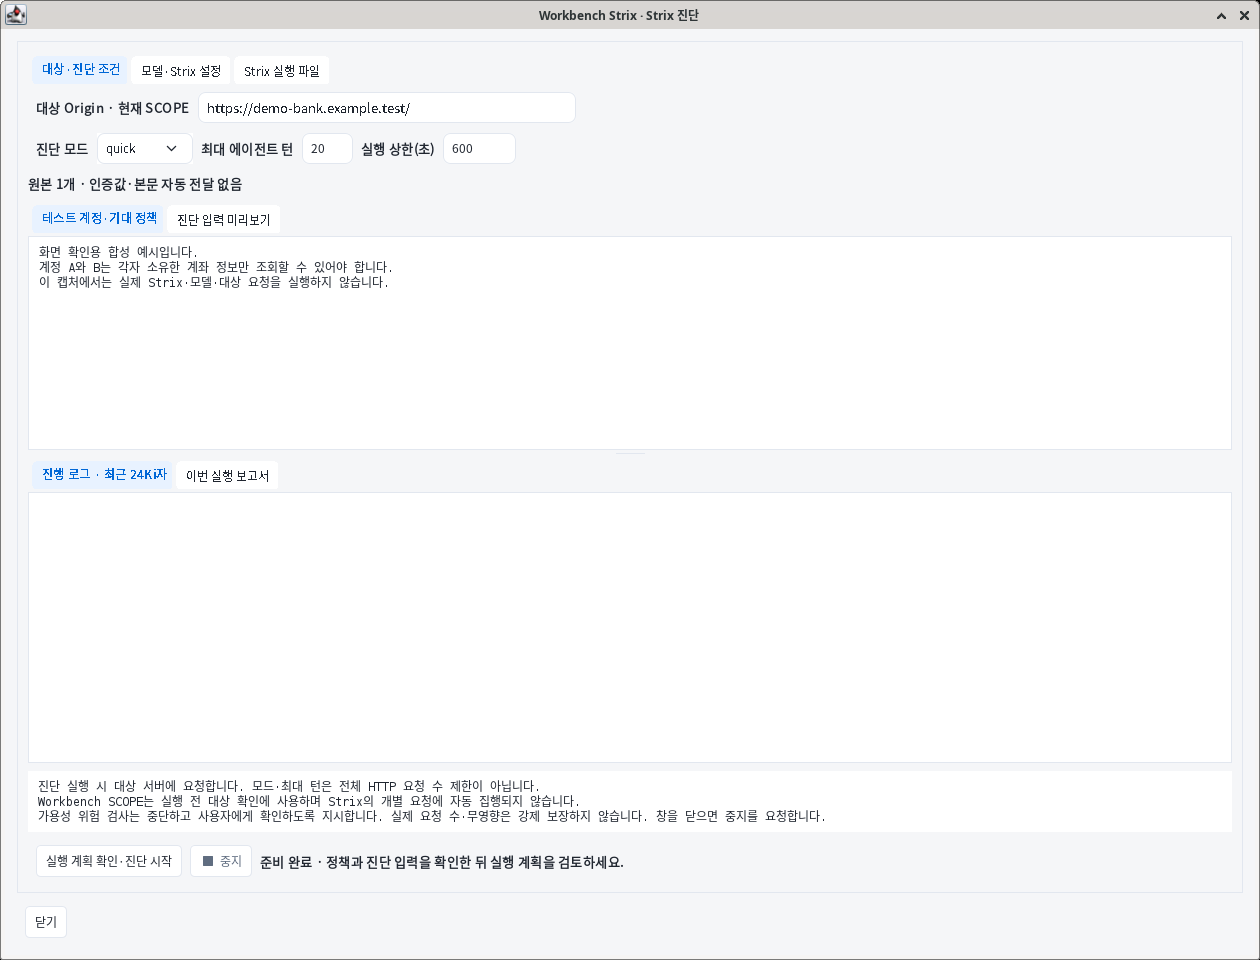 Workbench Strix · Strix 진단
대상·진단 조건 모델·Strix 설정 Strix 실행 파일
대상 Origin · 현재 SCOPE https://demo-bank.example.test/
진단 모드 quick 최대 에이전트 턴 20 실행 상한(초) 600
원본 1개 · 인증값·본문 자동 전달 없음
테스트 계정·기대 정책 진단 입력 미리보기
화면 확인용 합성 예시입니다.
계정 A와 B는 각자 소유한 계좌 정보만 조회할 수 있어야 합니다.
이 캡처에서는 실제 Strix·모델·대상 요청을 실행하지 않습니다.
진행 로그 · 최근 24Ki자 이번 실행 보고서
진단 실행 시 대상 서버에 요청합니다. 모드·최대 턴은 전체 HTTP 요청 수 제한이 아닙니다.
Workbench SCOPE는 실행 전 대상 확인에 사용하며 Strix의 개별 요청에 자동 집행되지 않습니다.
가용성 위험 검사는 중단하고 사용자에게 확인하도록 지시합니다. 실제 요청 수·무영향은 강제 보장하지 않습니다. 창을 닫으면 중지를 요청합니다.
실행 계획 확인·진단 시작 중지 준비 완료 · 정책과 진단 입력을 확인한 뒤 실행 계획을 검토하세요.
닫기